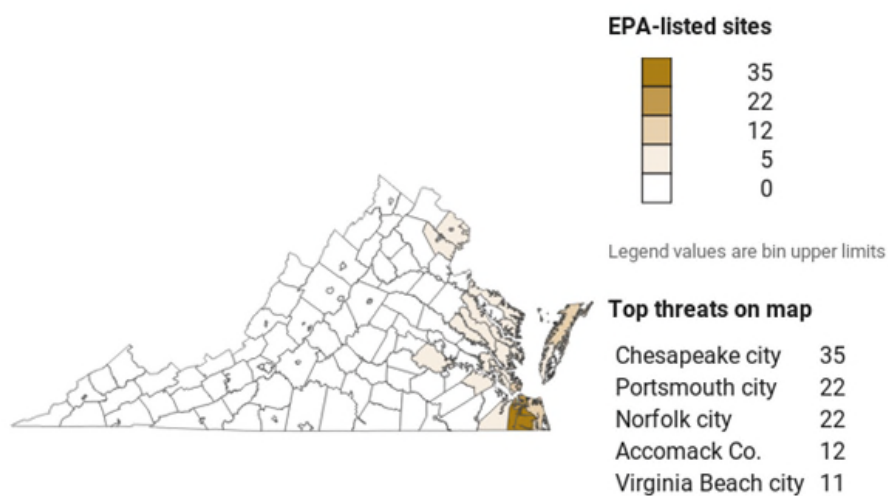 EPA-listed sites
35
22
12
5
0
Legend values are bin upper limits
Top threats on map
Chesapeake city 35
Portsmouth city 22
Norfolk city 22
Accomack Co. 12
Virginia Beach city 11